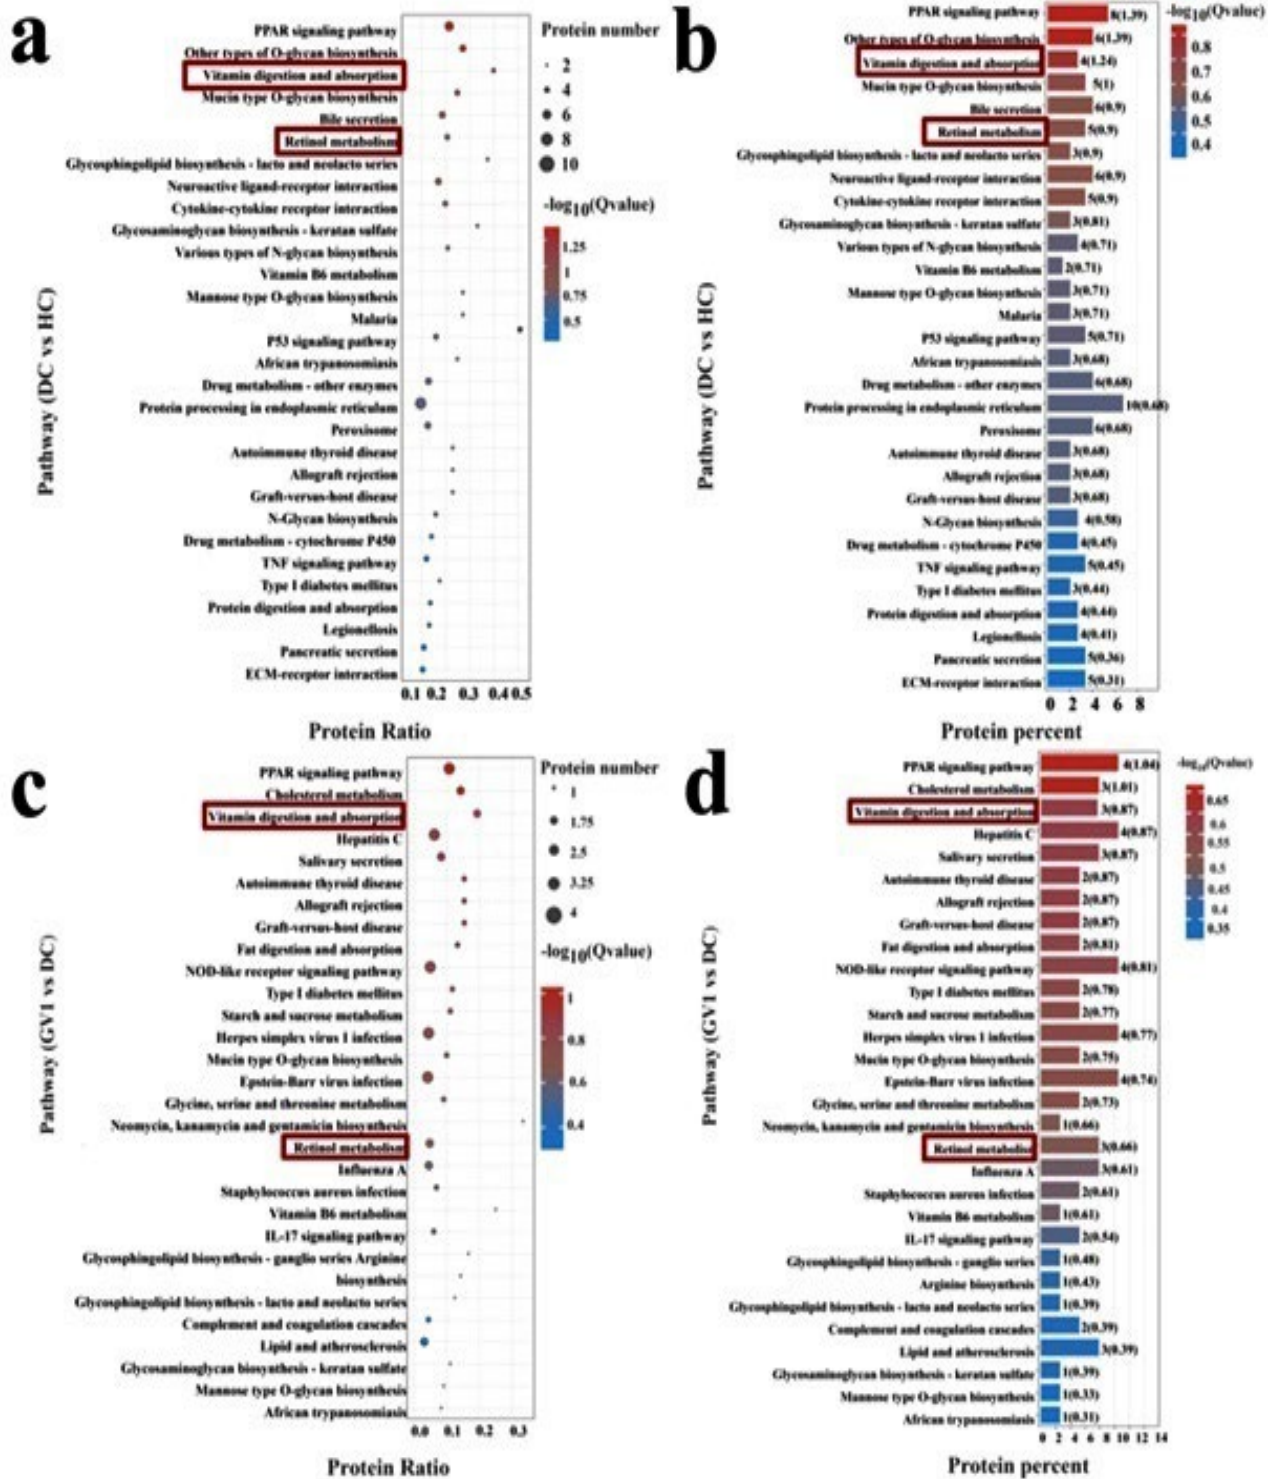 a
Pathway (DC vs HC)
PPAR signaling pathway
Other types of O-glycan biosynthesis
Vitamin digestion and absorption
Mucin type O-glycan biosynthesis
Bile secretion
Retinol metabolism
Glycosphingolipid biosynthesis - lacto and neolacto series
Neuroactive ligand-receptor interaction
Cytokine-cytokine receptor interaction
Glycosaminoglycan biosynthesis - keratan sulfate
Various types of N-glycan biosynthesis
Vitamin B6 metabolism
Mannose type O-glycan biosynthesis
Malaria
P53 signaling pathway
African trypanosomiasis
Drug metabolism - other enzymes
Protein processing in endoplasmic reticulum
Peroxisome
Autoimmune thyroid disease
Allograft rejection
Graft-versus-host disease
N-Glycan biosynthesis
Drug metabolism - cytochrome P450
TNF signaling pathway
Type I diabetes mellitus
Protein digestion and absorption
Legionellosis
Pancreatic secretion
ECM-receptor interaction
0.1 0.2 0.3 0.4 0.5
Protein Ratio
Protein number
2
4
6
8
10
-log10(Qvalue)
1.25
1
0.75
0.5
b
Pathway (DC vs HC)
PPAR signaling pathway 8(1.39)
Other types of O-glycan biosynthesis 6(1.39)
Vitamin digestion and absorption 4(1.24)
Mucin type O-glycan biosynthesis 5(1)
Bile secretion 6(0.9)
Retinol metabolism 5(0.9)
Glycosphingolipid biosynthesis - lacto and neolacto series 3(0.9)
Neuroactive ligand-receptor interaction 6(0.9)
Cytokine-cytokine receptor interaction 5(0.9)
Glycosaminoglycan biosynthesis - keratan sulfate 3(0.81)
Various types of N-glycan biosynthesis 4(0.71)
Vitamin B6 metabolism 2(0.71)
Mannose type O-glycan biosynthesis 3(0.71)
Malaria 3(0.71)
P53 signaling pathway 5(0.71)
African trypanosomiasis 3(0.68)
Drug metabolism - other enzymes 6(0.68)
Protein processing in endoplasmic reticulum 10(0.68)
Peroxisome 6(0.68)
Autoimmune thyroid disease 3(0.68)
Allograft rejection 3(0.68)
Graft-versus-host disease 3(0.68)
N-Glycan biosynthesis 4(0.58)
Drug metabolism - cytochrome P450 4(0.45)
TNF signaling pathway 5(0.45)
Type I diabetes mellitus 3(0.44)
Protein digestion and absorption 4(0.44)
Legionellosis 4(0.41)
Pancreatic secretion 5(0.36)
ECM-receptor interaction 5(0.31)
0 2 4 6 8
Protein percent
-log10(Qvalue)
0.8
0.7
0.6
0.5
0.4
c
Pathway (GV1 vs DC)
PPAR signaling pathway
Cholesterol metabolism
Vitamin digestion and absorption
Hepatitis C
Salivary secretion
Autoimmune thyroid disease
Allograft rejection
Graft-versus-host disease
Fat digestion and absorption
NOD-like receptor signaling pathway
Type I diabetes mellitus
Starch and sucrose metabolism
Herpes simplex virus 1 infection
Mucin type O-glycan biosynthesis
Epstein-Barr virus infection
Glycine, serine and threonine metabolism
Neomycin, kanamycin and gentamicin biosynthesis
Retinol metabolism
Influenza A
Staphylococcus aureus infection
Vitamin B6 metabolism
IL-17 signaling pathway
Glycosphingolipid biosynthesis - ganglio series Arginine
biosynthesis
Glycosphingolipid biosynthesis - lacto and neolacto series
Complement and coagulation cascades
Lipid and atherosclerosis
Glycosaminoglycan biosynthesis - keratan sulfate
Mannose type O-glycan biosynthesis
African trypanosomiasis
0.0 0.1 0.2 0.3
Protein Ratio
Protein number
1
1.75
2.5
3.25
4
-log10(Qvalue)
1
0.8
0.6
0.4
d
Pathway (GV1 vs DC)
PPAR signaling pathway 4(1.04)
Cholesterol metabolism 3(1.01)
Vitamin digestion and absorption 3(0.87)
Hepatitis C 4(0.87)
Salivary secretion 3(0.87)
Autoimmune thyroid disease 2(0.87)
Allograft rejection 2(0.87)
Graft-versus-host disease 2(0.87)
Fat digestion and absorption 2(0.81)
NOD-like receptor signaling pathway 4(0.81)
Type I diabetes mellitus 2(0.78)
Starch and sucrose metabolism 2(0.77)
Herpes simplex virus 1 infection 4(0.77)
Mucin type O-glycan biosynthesis 2(0.75)
Epstein-Barr virus infection 4(0.74)
Glycine, serine and threonine metabolism 2(0.73)
Neomycin, kanamycin and gentamicin biosynthesis 1(0.66)
Retinol metabolism 3(0.66)
Influenza A 3(0.61)
Staphylococcus aureus infection 2(0.61)
Vitamin B6 metabolism 1(0.61)
IL-17 signaling pathway 2(0.54)
Glycosphingolipid biosynthesis - ganglio series 1(0.48)
Arginine biosynthesis 1(0.43)
Glycosphingolipid biosynthesis - lacto and neolacto series 1(0.39)
Complement and coagulation cascades 2(0.39)
Lipid and atherosclerosis 3(0.39)
Glycosaminoglycan biosynthesis - keratan sulfate 1(0.39)
Mannose type O-glycan biosynthesis 1(0.33)
African trypanosomiasis 1(0.31)
0 2 4 6 8 10 12 14
Protein percent
-log10(Qvalue)
0.65
0.6
0.55
0.5
0.45
0.4
0.35